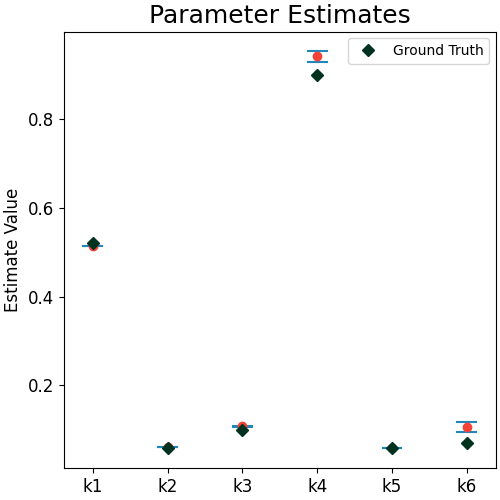 Parameter Estimates
Ground Truth
Estimate Value
0.8
0.6
0.4
0.2
k1 k2 k3 k4 k5 k6